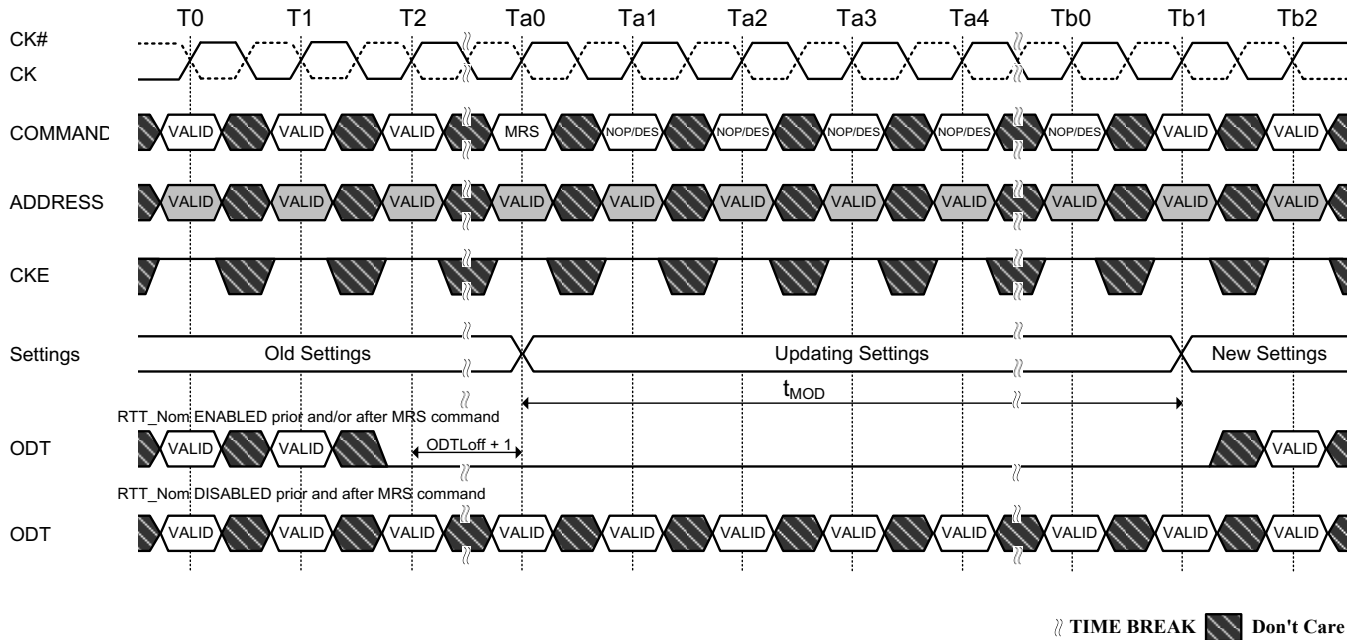 T0 T1 T2 Ta0 Ta1 Ta2 Ta3 Ta4 Tb0 Tb1 Tb2
CK#
CK
COMMAND VALID VALID VALID MRS NOP/DES NOP/DES NOP/DES NOP/DES NOP/DES VALID VALID
ADDRESS VALID VALID VALID VALID VALID VALID VALID VALID VALID VALID VALID
CKE
Settings Old Settings Updating Settings New Settings
tMOD
RTT_Nom ENABLED prior and/or after MRS command
ODT VALID VALID ODTLoff + 1 VALID
RTT_Nom DISABLED prior and after MRS command
ODT VALID VALID VALID VALID VALID VALID VALID VALID VALID VALID VALID
TIME BREAK Don't Care